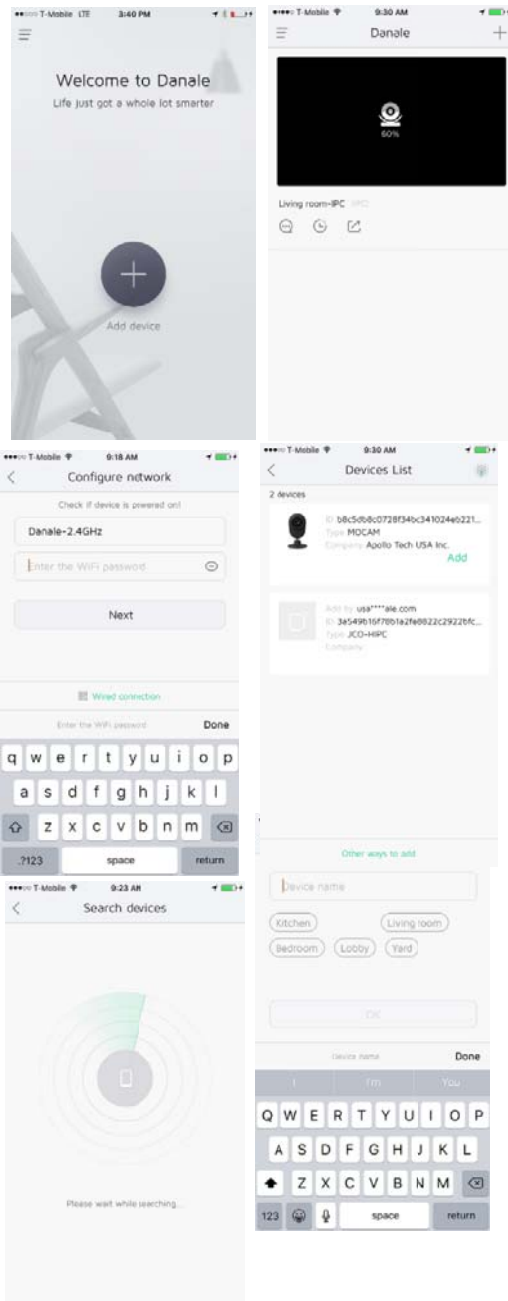 T-Mobile LTE 3:40 PM
Welcome to Danale
Life just got a whole lot smarter
Add device
T-Mobile 9:30 AM
Danale
60%
Living room-IPC
T-Mobile 9:18 AM
Configure network
Check if device is powered on!
Danale-2.4GHz
Enter the WiFi password
Next
Wired connection
Enter the WiFi password Done
q w e r t y u i o p
a s d f g h j k l
z x c v b n m
.?123 space return
T-Mobile 9:30 AM
Devices List
2 devices
ID: b8c5db8c0728f34bc341024eb221...
Type: MOCAM
Company: Apollo Tech USA Inc.
Add
Add by: usa****ale.com
ID: 3a549b16f78b1a2fe8822c2922bfc...
Type: JCO-HIPC
Company:
Other ways to add
T-Mobile 9:23 AM
Search devices
Please wait while searching...
Device name
Kitchen Living room
Bedroom Lobby Yard
OK
Device name Done
I I'm You
Q W E R T Y U I O P
A S D F G H J K L
Z X C V B N M
123 space return